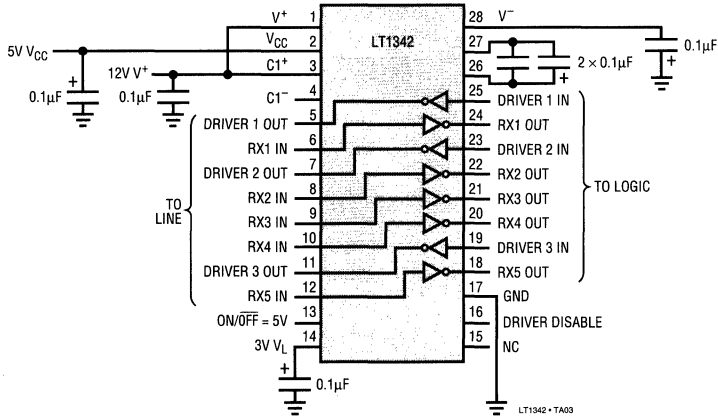 V+ 1 28 V−
5V VCC VCC 2 LT1342 27 0.1µF
12V V+ C1+ 3 26 2 × 0.1µF
0.1µF 0.1µF C1− 4 25 DRIVER 1 IN
DRIVER 1 OUT 5 24 RX1 OUT
RX1 IN 6 23 DRIVER 2 IN
DRIVER 2 OUT 7 22 RX2 OUT
TO LINE RX2 IN 8 21 RX3 OUT TO LOGIC
RX3 IN 9 20 RX4 OUT
RX4 IN 10 19 DRIVER 3 IN
DRIVER 3 OUT 11 18 RX5 OUT
RX5 IN 12 17 GND
ON/OFF = 5V 13 16 DRIVER DISABLE
3V VL 14 15 NC
0.1µF
LT1342 • TA03